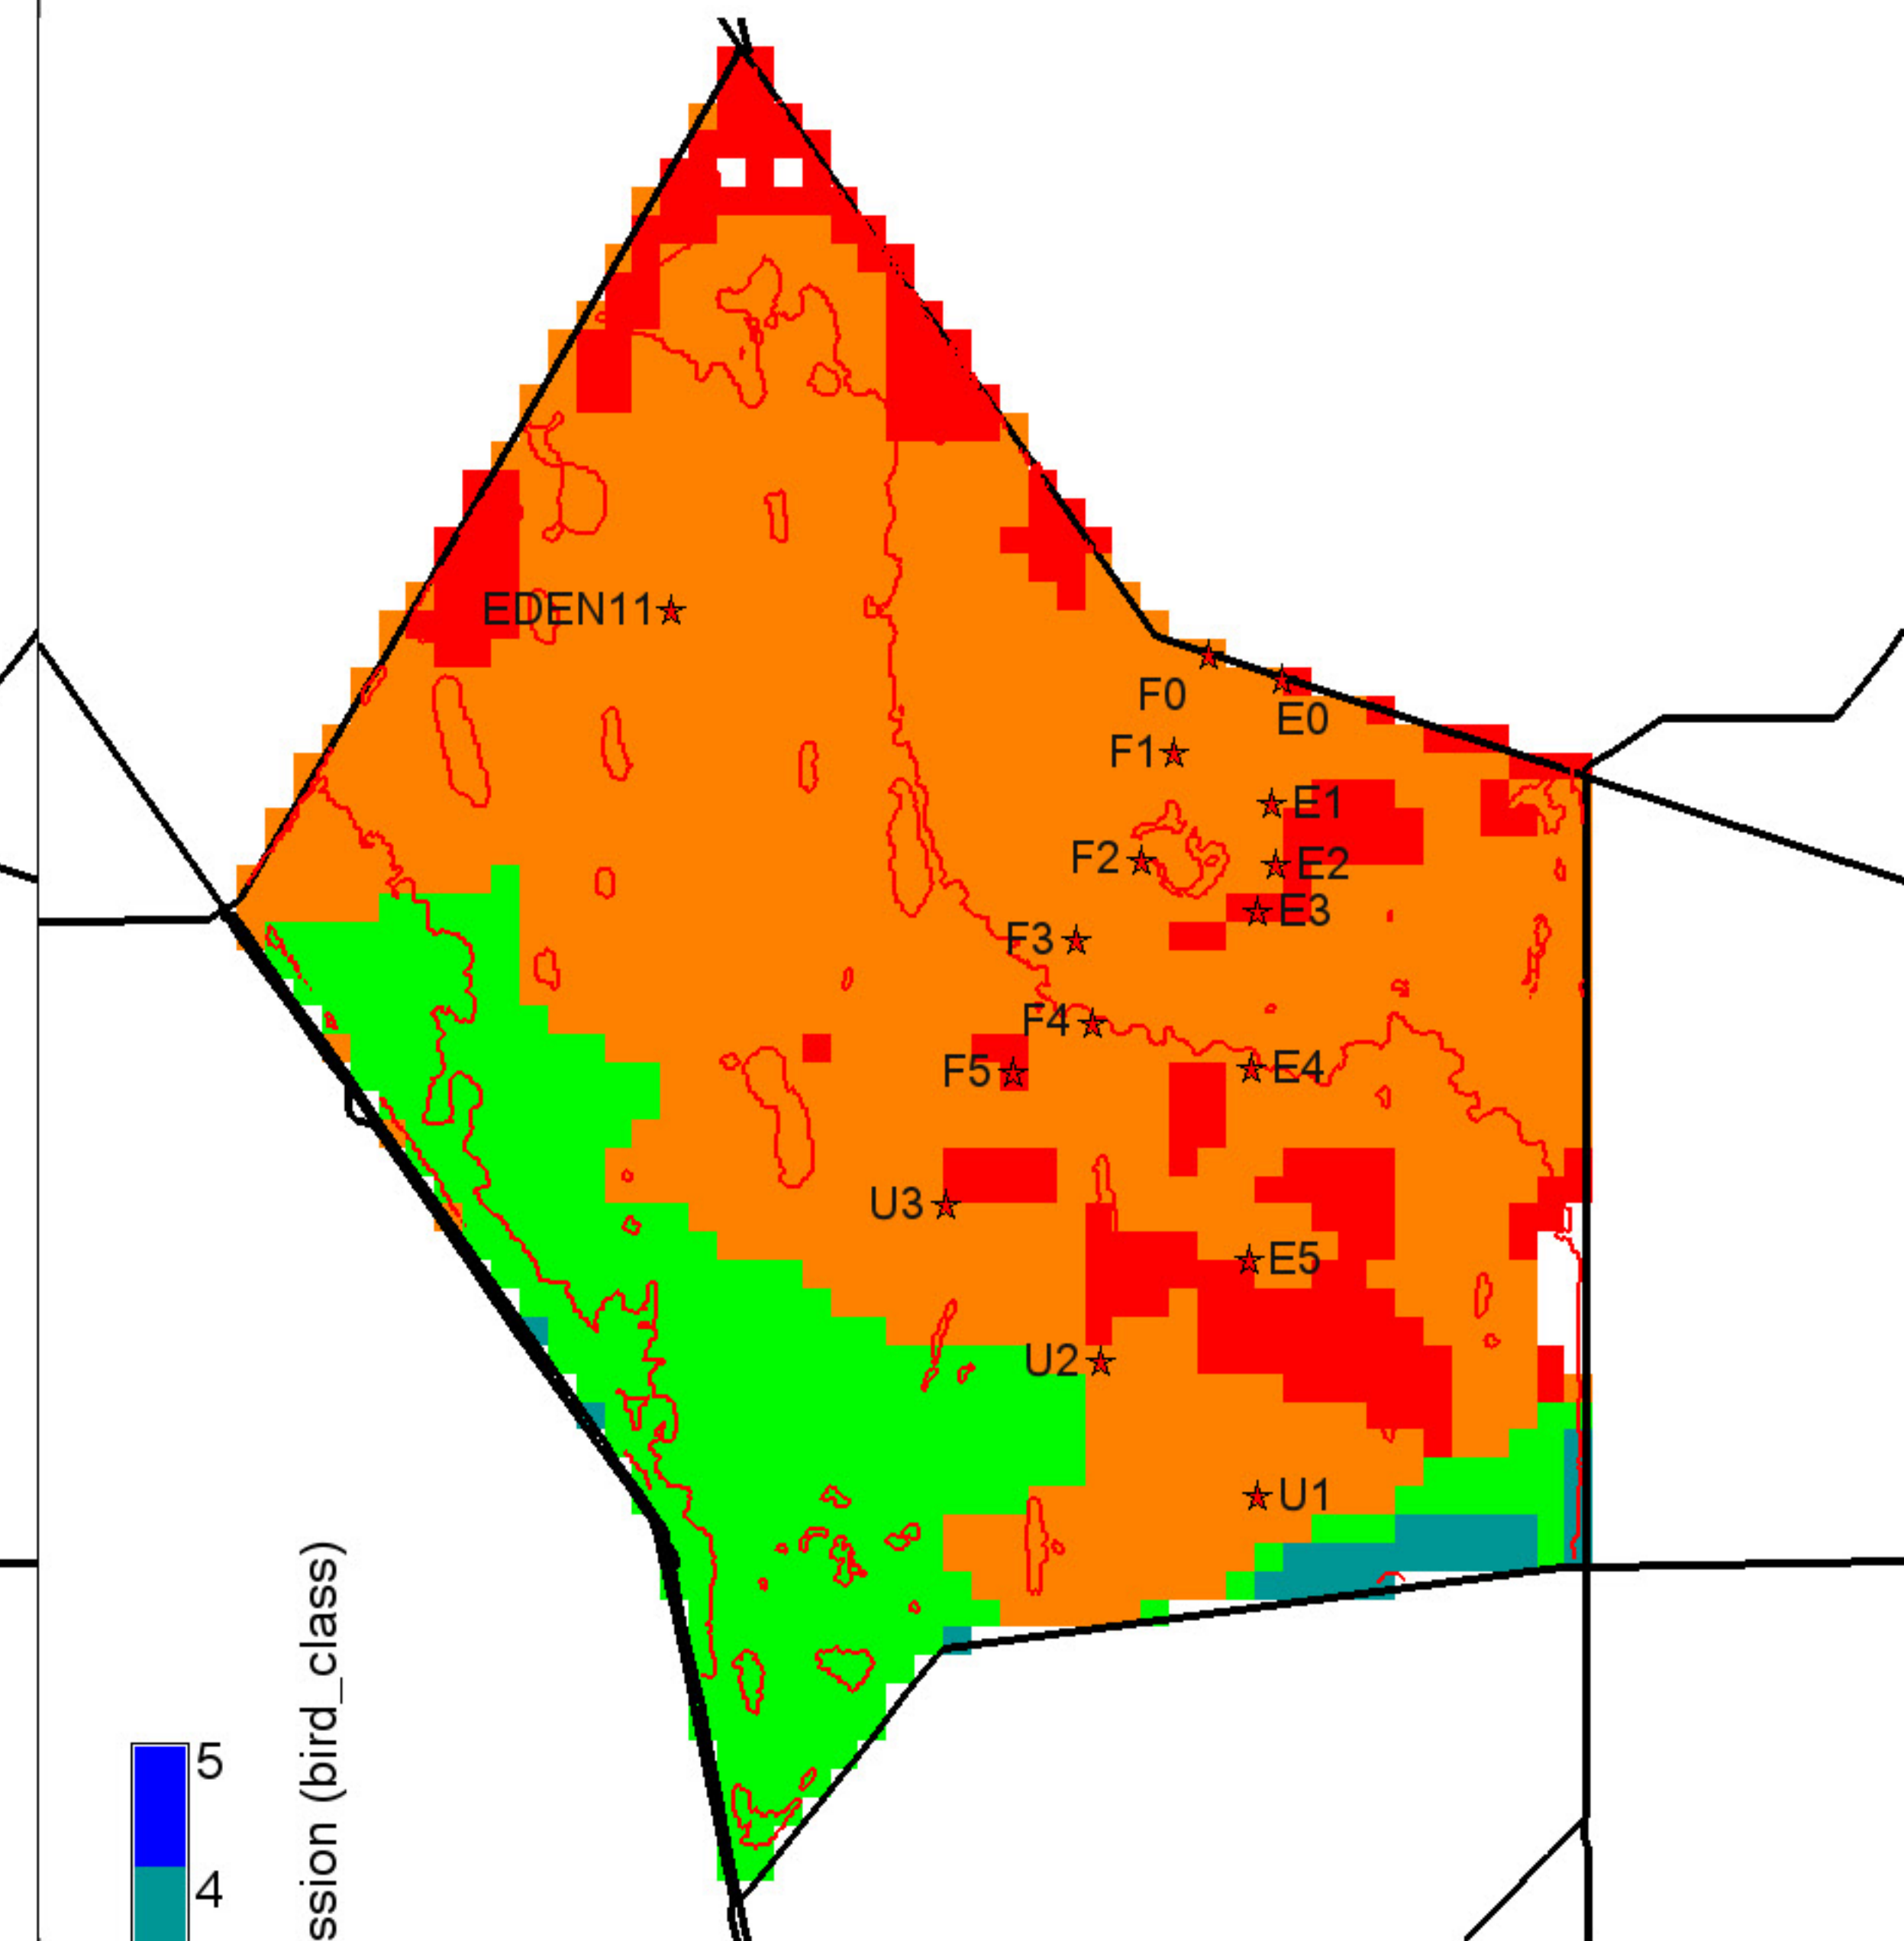 EDEN11
F0
E0
F1
E1
F2
E2
E3
F3
F4
E4
F5
U3
E5
U2
U1
5
4
ssion (bird_class)